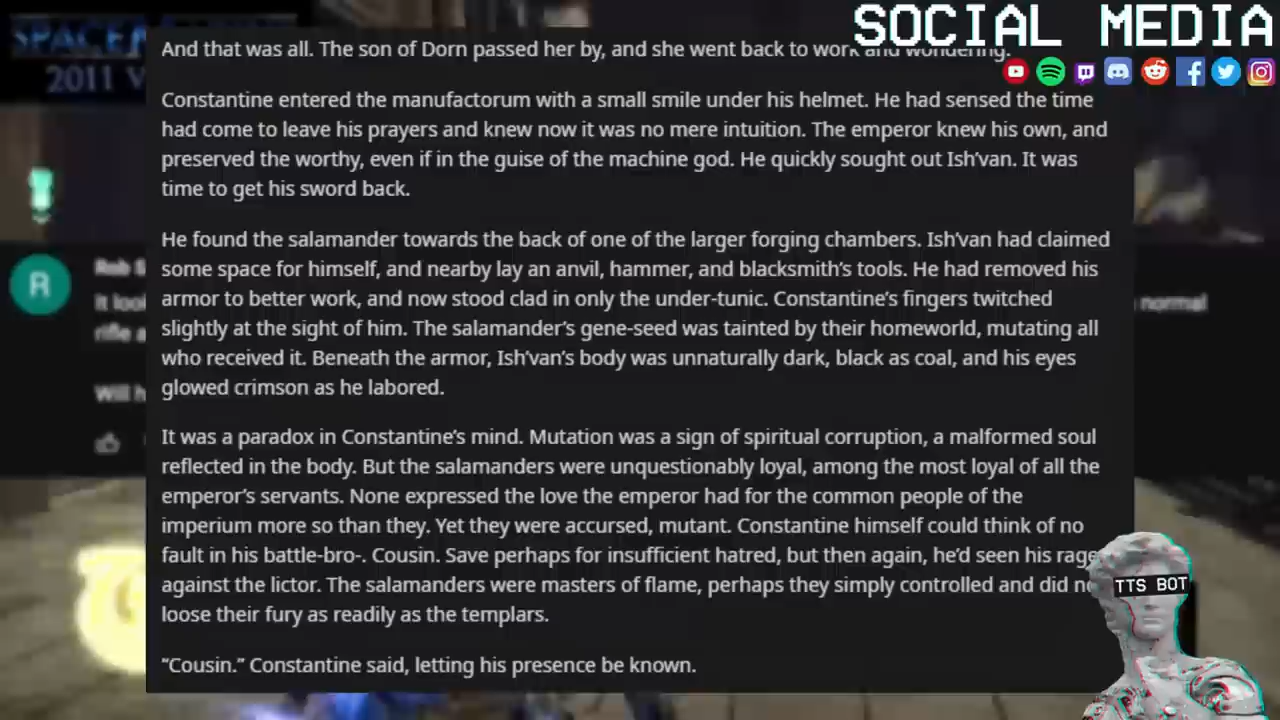 SOCIAL MEDIA
SPACE
2011 V
And that was all. The son of Dorn passed her by, and she went back to work and wondering.
Constantine entered the manufactorum with a small smile under his helmet. He had sensed the time
had come to leave his prayers and knew now it was no mere intuition. The emperor knew his own, and
preserved the worthy, even if in the guise of the machine god. He quickly sought out Ish'van. It was
time to get his sword back.
He found the salamander towards the back of one of the larger forging chambers. Ish'van had claimed
some space for himself, and nearby lay an anvil, hammer, and blacksmith's tools. He had removed his
armor to better work, and now stood clad in only the under-tunic. Constantine's fingers twitched
slightly at the sight of him. The salamander's gene-seed was tainted by their homeworld, mutating all
who received it. Beneath the armor, Ish'van's body was unnaturally dark, black as coal, and his eyes
glowed crimson as he labored.
It was a paradox in Constantine's mind. Mutation was a sign of spiritual corruption, a malformed soul
reflected in the body. But the salamanders were unquestionably loyal, among the most loyal of all the
emperor's servants. None expressed the love the emperor had for the common people of the
imperium more so than they. Yet they were accursed, mutant. Constantine himself could think of no
fault in his battle-bro-. Cousin. Save perhaps for insufficient hatred, but then again, he'd seen his rage
against the lictor. The salamanders were masters of flame, perhaps they simply controlled and did no
loose their fury as readily as the templars.
“Cousin.” Constantine said, letting his presence be known.
R
Rob
It loo
normal
rifle a
Will h
TTS BOT